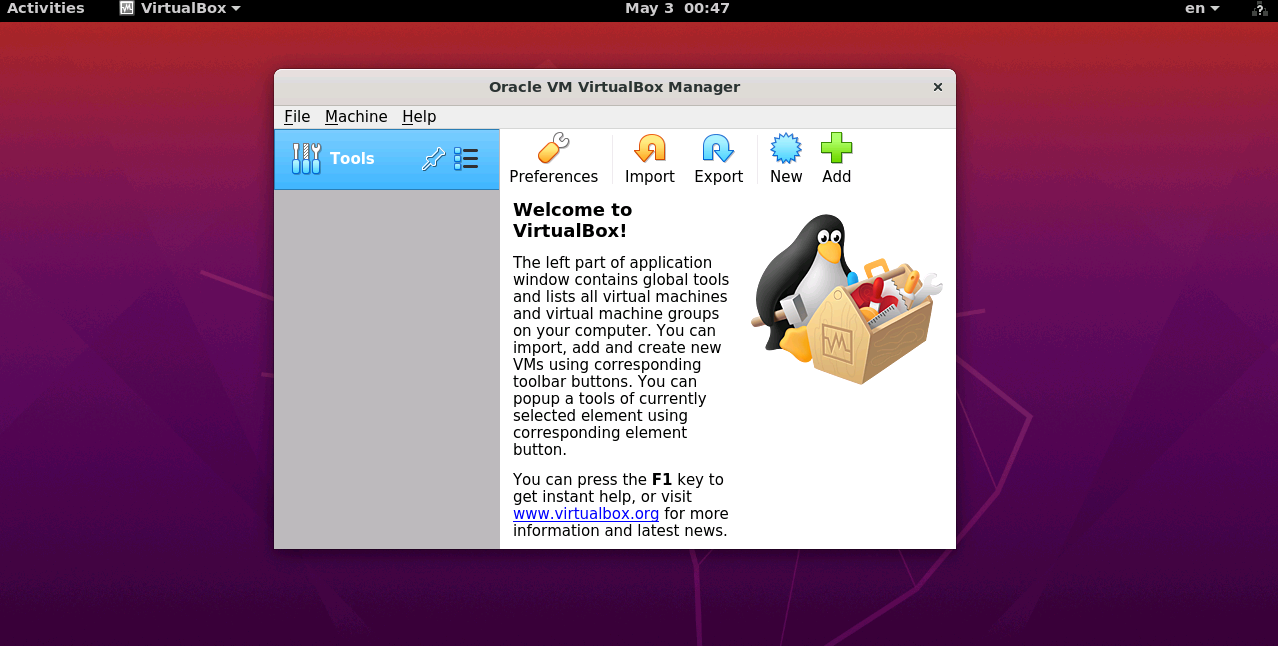 Activities VirtualBox May 3 00:47 en
Oracle VM VirtualBox Manager
File Machine Help
Tools
Preferences Import Export New Add
Welcome to
VirtualBox!
The left part of application
window contains global tools
and lists all virtual machines
and virtual machine groups
on your computer. You can
import, add and create new
VMs using corresponding
toolbar buttons. You can
popup a tools of currently
selected element using
corresponding element
button.
You can press the F1 key to
get instant help, or visit
www.virtualbox.org for more
information and latest news.